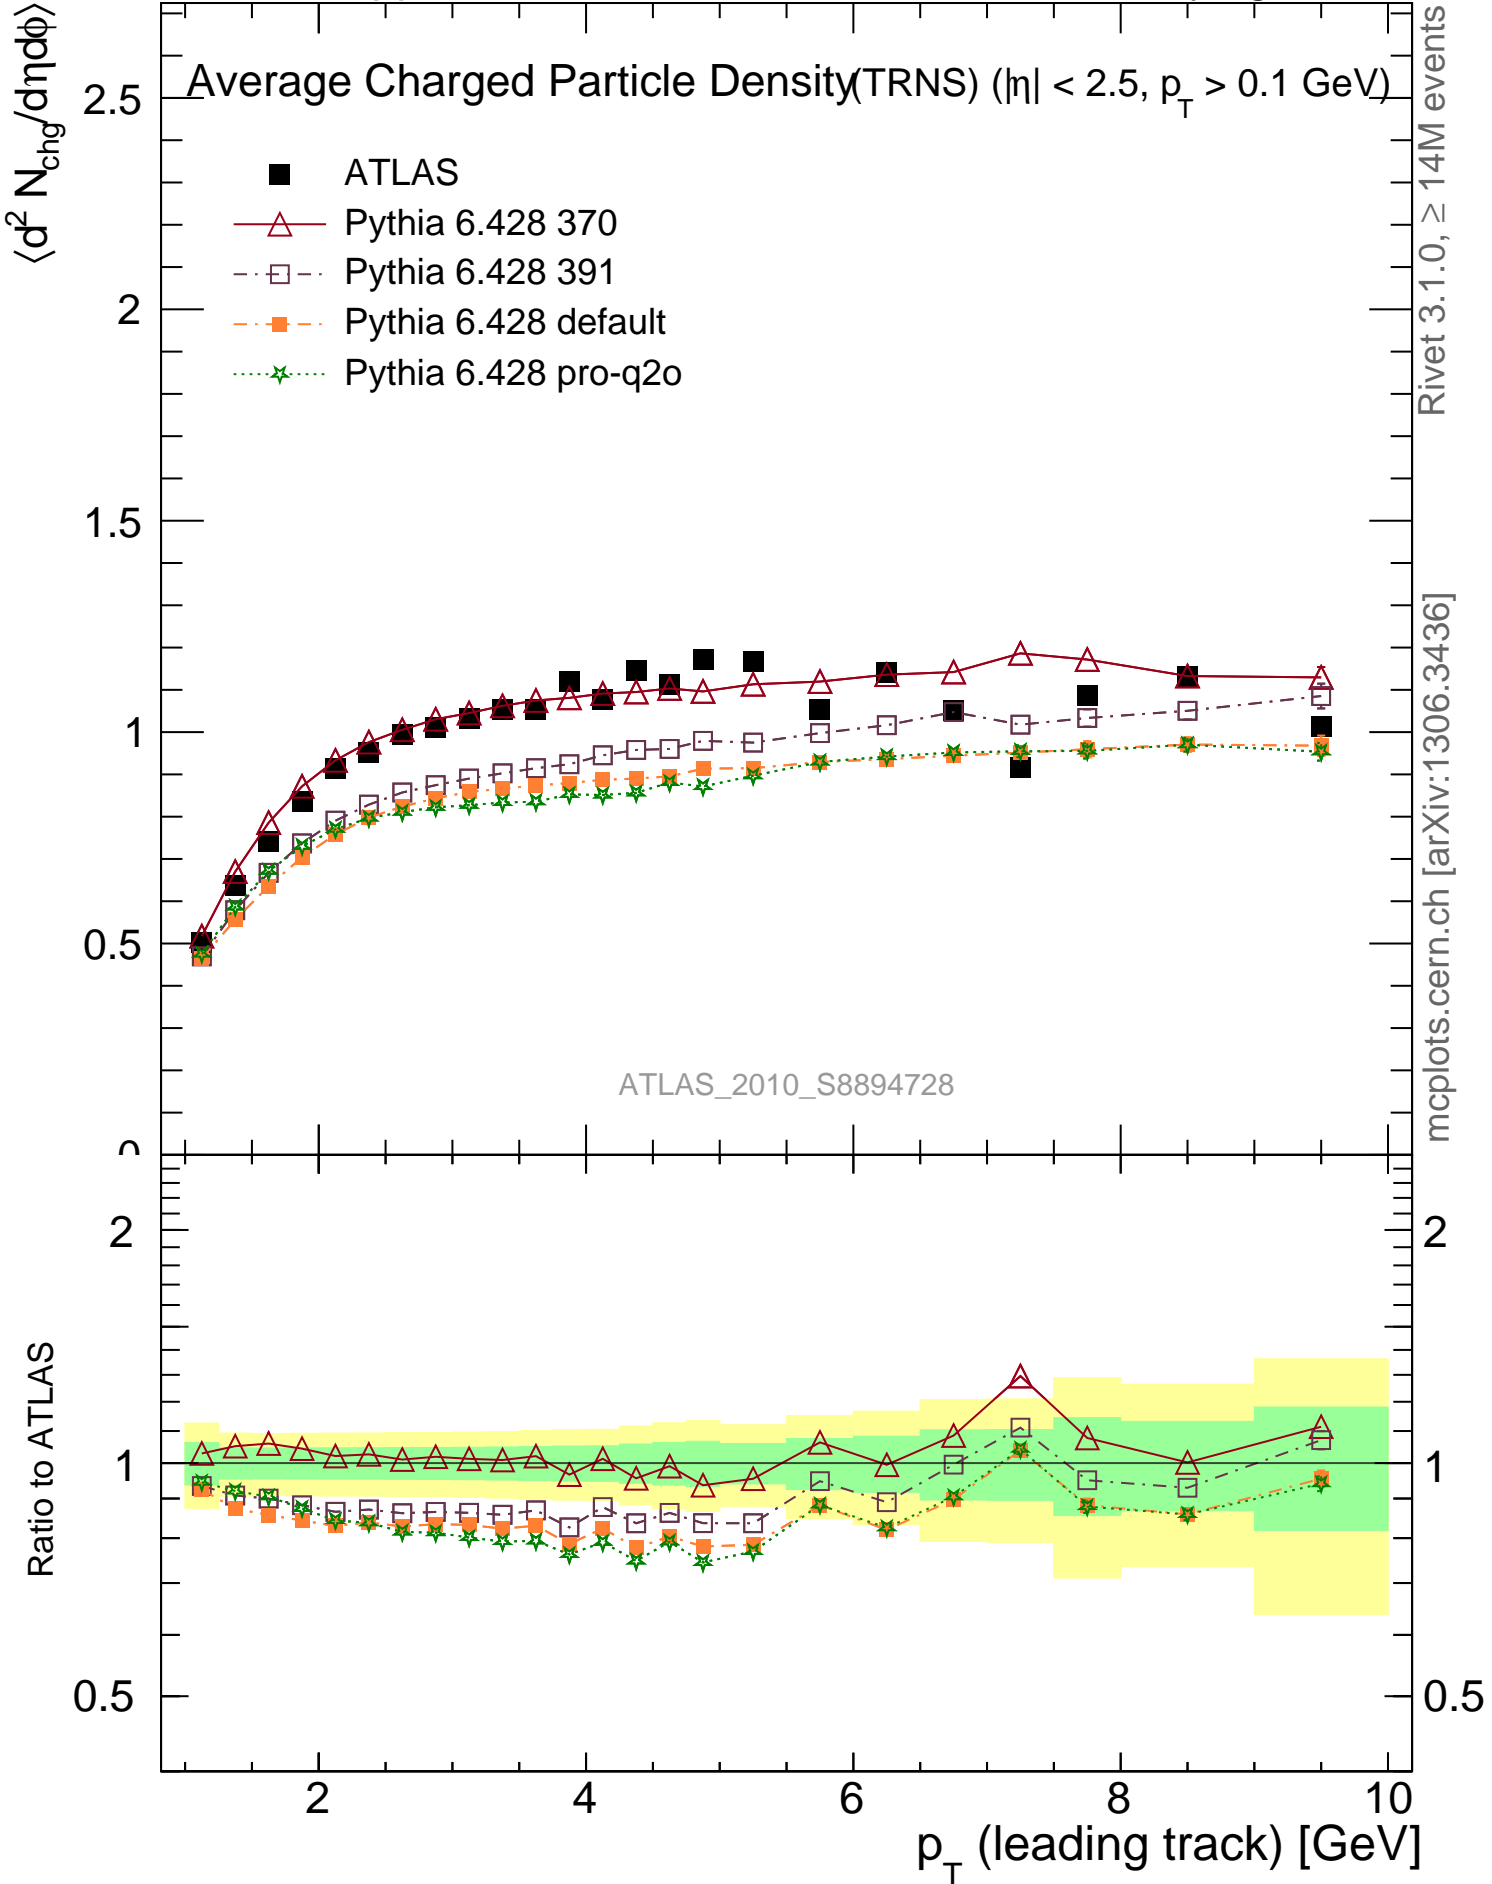 ⟨d² N_chg/dηdϕ⟩
Average Charged Particle Density (TRNS) (|η| < 2.5, p_T > 0.1 GeV)
ATLAS
Pythia 6.428 370
Pythia 6.428 391
Pythia 6.428 default
Pythia 6.428 pro-q2o
2.5
2
1.5
1
0.5
0
ATLAS_2010_S8894728
Rivet 3.1.0, ≥ 14M events
mcplots.cern.ch [arXiv:1306.3436]
Ratio to ATLAS
2
1
0.5
2
1
0.5
2 4 6 8 10
p_T (leading track) [GeV]